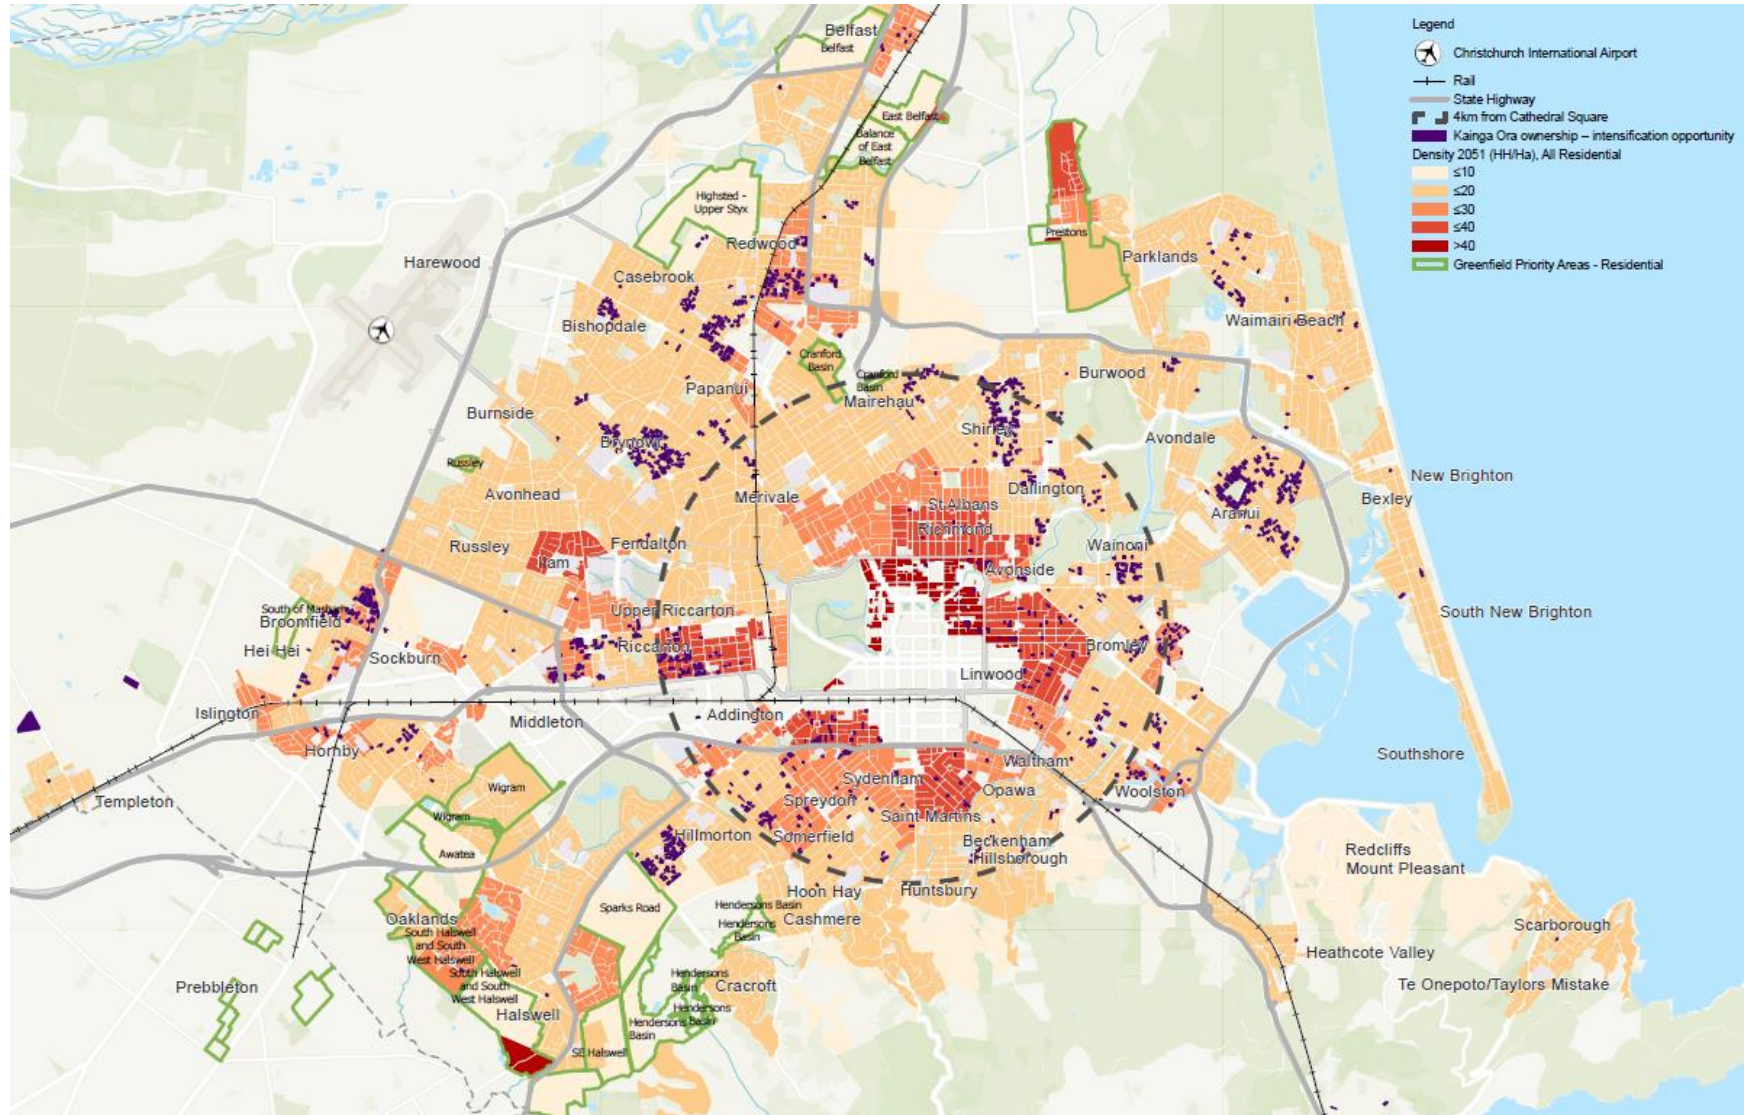 Legend
Christchurch International Airport
Rail
State Highway
4km from Cathedral Square
Kainga Ora ownership – intensification opportunity
Density 2051 (HH/Ha), All Residential
≤10
≤20
≤30
≤40
>40
Greenfield Priority Areas - Residential
Belfast
Belfast
East Belfast
Balance
of East
Belfast
Highsted -
Upper Styx
Redwood
Prestons
Parklands
Harewood
Casebrook
Bishopdale
Waimairi Beach
Cranford
Basin
Cranford
Basin
Papanui
Mairehau
Burwood
Burnside
Bryndwr
Shirley
Avondale
Russley
New Brighton
Avonhead
Merivale
Dallington
Bexley
St Albans
Aranui
Richmond
Russley
Fendalton
Wainoni
Ilam
Avonside
South of Masham
Broomfield
Upper Riccarton
South New Brighton
Hei Hei
Sockburn
Riccarton
Bromley
Linwood
Islington
Middleton
Addington
Hornby
Southshore
Waltham
Wigram
Sydenham
Opawa
Woolston
Templeton
Spreydon
Wigram
Saint Martins
Hillmorton
Somerfield
Beckenham
Hillsborough
Awatea
Redcliffs
Mount Pleasant
Hoon Hay
Huntsbury
Sparks Road
Hendersons Basin
Cashmere
Oaklands
Hendersons
Basin
Scarborough
South Halswell
and South
West Halswell
Heathcote Valley
South Halswell
and South
West Halswell
Hendersons
Basin
Cracroft
Te Onepoto/Taylors Mistake
Prebbleton
Halswell
Hendersons
Basin
Hendersons
Basin
SE Halswell